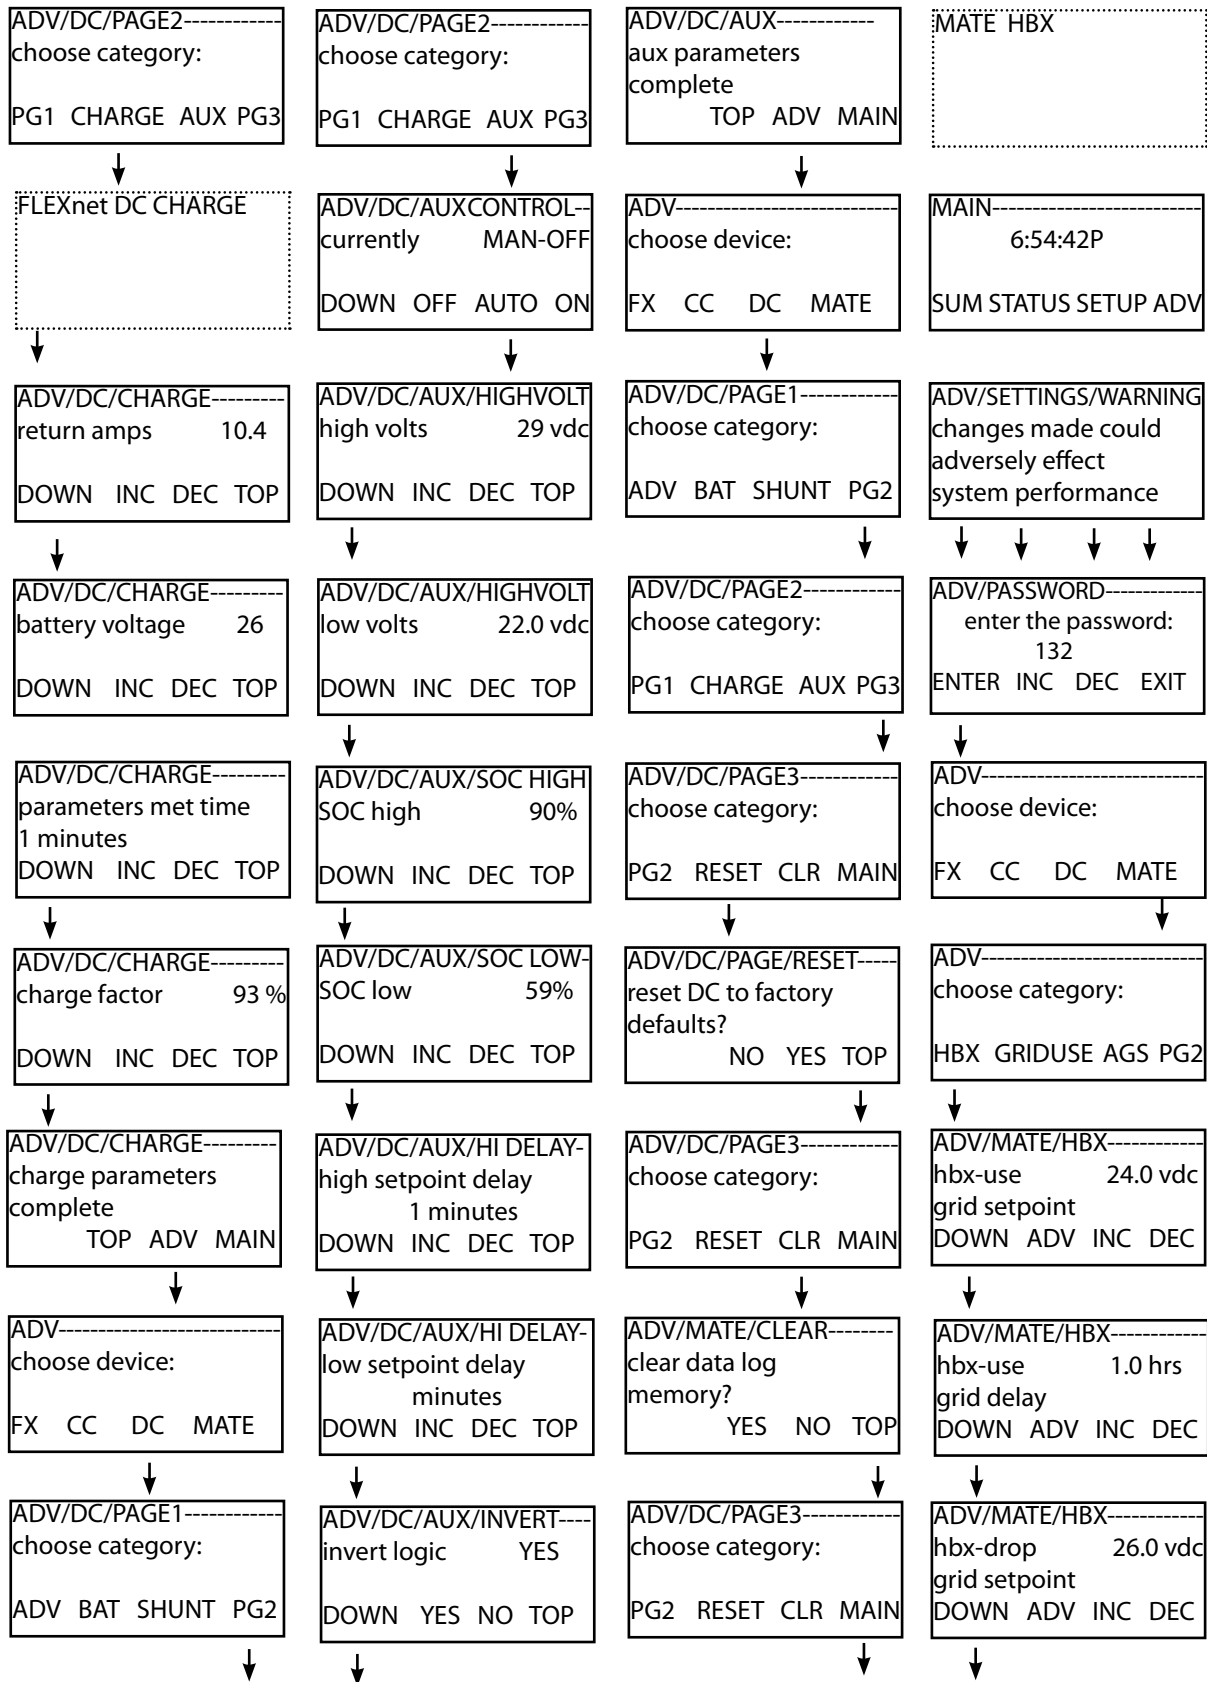 ADV/DC/PAGE2------------
choose category:
PG1 CHARGE AUX PG3
FLEXnet DC CHARGE
ADV/DC/CHARGE---------
return amps 10.4
DOWN INC DEC TOP
ADV/DC/CHARGE---------
battery voltage 26
DOWN INC DEC TOP
ADV/DC/CHARGE---------
parameters met time
1 minutes
DOWN INC DEC TOP
ADV/DC/CHARGE---------
charge factor 93 %
DOWN INC DEC TOP
ADV/DC/CHARGE---------
charge parameters
complete
TOP ADV MAIN
ADV----------------------------
choose device:
FX CC DC MATE
ADV/DC/PAGE1------------
choose category:
ADV BAT SHUNT PG2
ADV/DC/PAGE2------------
choose category:
PG1 CHARGE AUX PG3
ADV/DC/AUXCONTROL--
currently MAN-OFF
DOWN OFF AUTO ON
ADV/DC/AUX/HIGHVOLT
high volts 29 vdc
DOWN INC DEC TOP
ADV/DC/AUX/HIGHVOLT
low volts 22.0 vdc
DOWN INC DEC TOP
ADV/DC/AUX/SOC HIGH
SOC high 90%
DOWN INC DEC TOP
ADV/DC/AUX/SOC LOW-
SOC low 59%
DOWN INC DEC TOP
ADV/DC/AUX/HI DELAY-
high setpoint delay
1 minutes
DOWN INC DEC TOP
ADV/DC/AUX/HI DELAY-
low setpoint delay
minutes
DOWN INC DEC TOP
ADV/DC/AUX/INVERT----
invert logic YES
DOWN YES NO TOP
ADV/DC/AUX------------
aux parameters
complete
TOP ADV MAIN
ADV----------------------------
choose device:
FX CC DC MATE
ADV/DC/PAGE1------------
choose category:
ADV BAT SHUNT PG2
ADV/DC/PAGE2------------
choose category:
PG1 CHARGE AUX PG3
ADV/DC/PAGE3------------
choose category:
PG2 RESET CLR MAIN
ADV/DC/PAGE/RESET-----
reset DC to factory
defaults?
NO YES TOP
ADV/DC/PAGE3------------
choose category:
PG2 RESET CLR MAIN
ADV/MATE/CLEAR--------
clear data log
memory?
YES NO TOP
ADV/DC/PAGE3------------
choose category:
PG2 RESET CLR MAIN
MATE HBX
MAIN--------------------------
6:54:42P
SUM STATUS SETUP ADV
ADV/SETTINGS/WARNING
changes made could
adversely effect
system performance
ADV/PASSWORD-------------
enter the password:
132
ENTER INC DEC EXIT
ADV----------------------------
choose device:
FX CC DC MATE
ADV----------------------------
choose category:
HBX GRIDUSE AGS PG2
ADV/MATE/HBX------------
hbx-use 24.0 vdc
grid setpoint
DOWN ADV INC DEC
ADV/MATE/HBX------------
hbx-use 1.0 hrs
grid delay
DOWN ADV INC DEC
ADV/MATE/HBX------------
hbx-drop 26.0 vdc
grid setpoint
DOWN ADV INC DEC